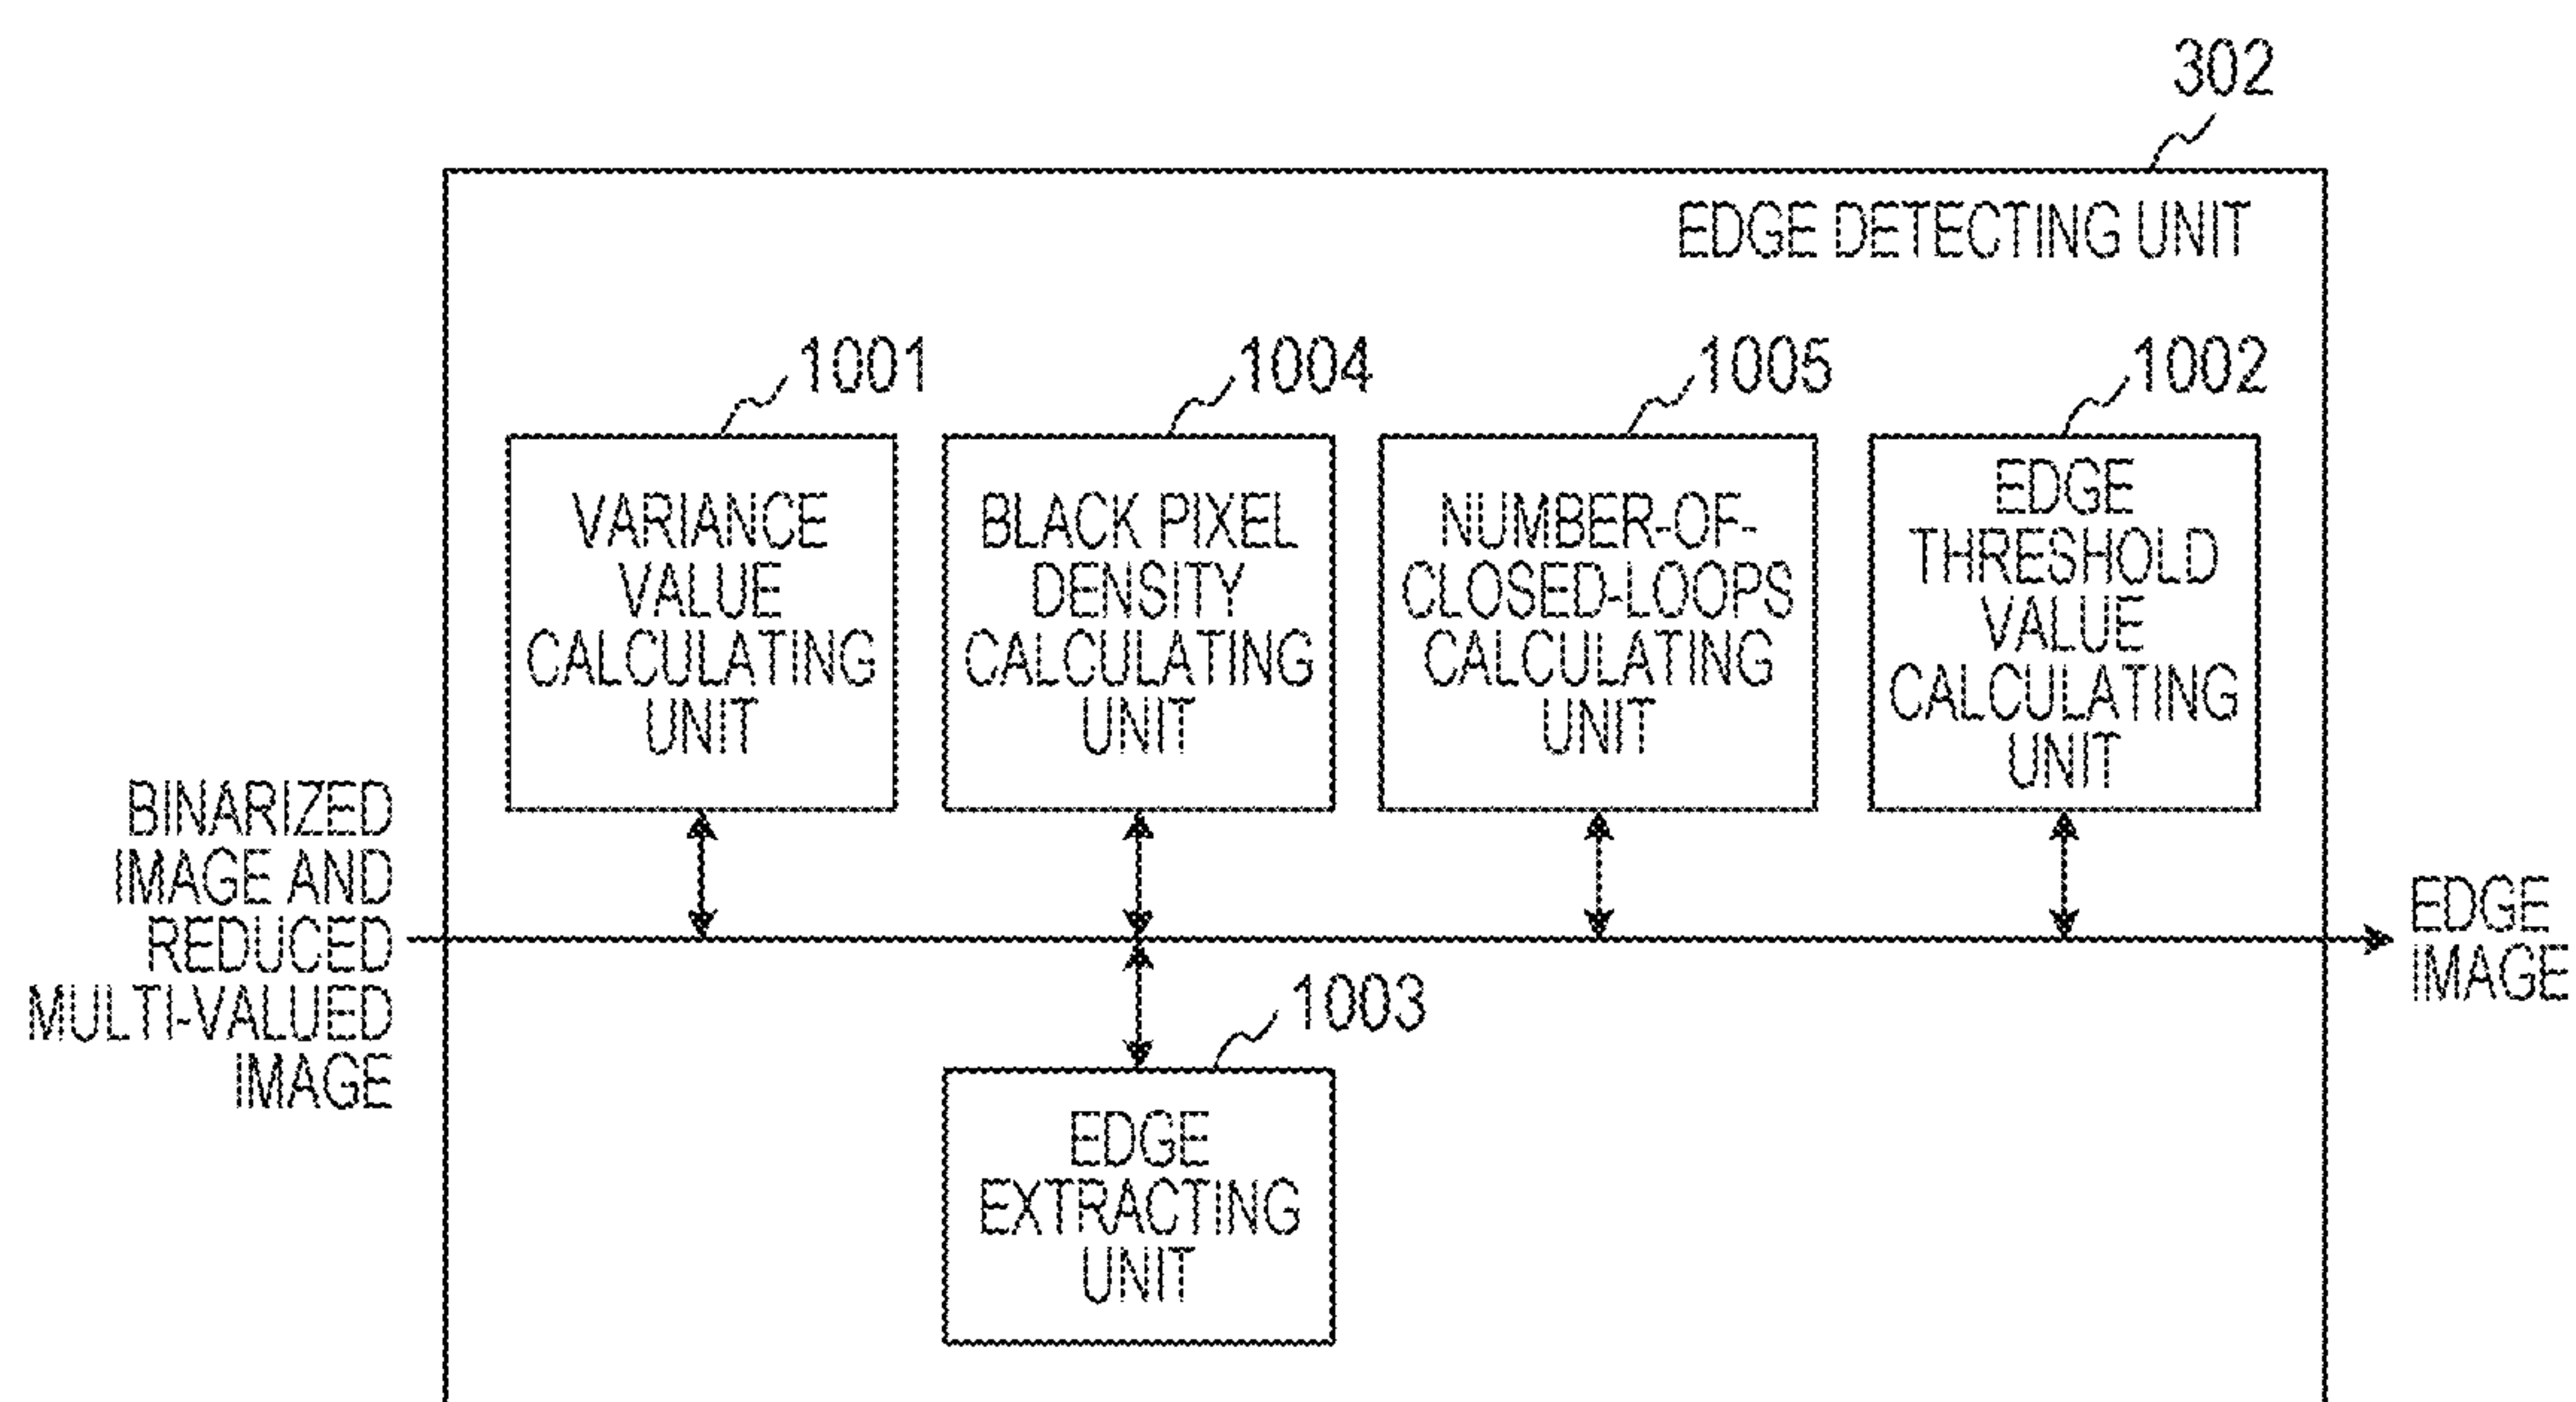 302
EDGE DETECTING UNIT
1001
1004
1005
1002
VARIANCE
VALUE
CALCULATING
UNIT
BLACK PIXEL
DENSITY
CALCULATING
UNIT
NUMBER-OF-
CLOSED-LOOPS
CALCULATING
UNIT
EDGE
THRESHOLD
VALUE
CALCULATING
UNIT
BINARIZED
IMAGE AND
REDUCED
MULTI-VALUED
IMAGE
EDGE
IMAGE
1003
EDGE
EXTRACTING
UNIT